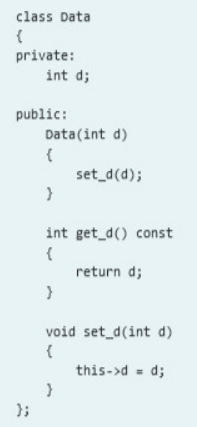 class Data
{
private:
    int d;

public:
    Data(int d)
    {
        set_d(d);
    }

    int get_d() const
    {
        return d;
    }

    void set_d(int d)
    {
        this->d = d;
    }
};